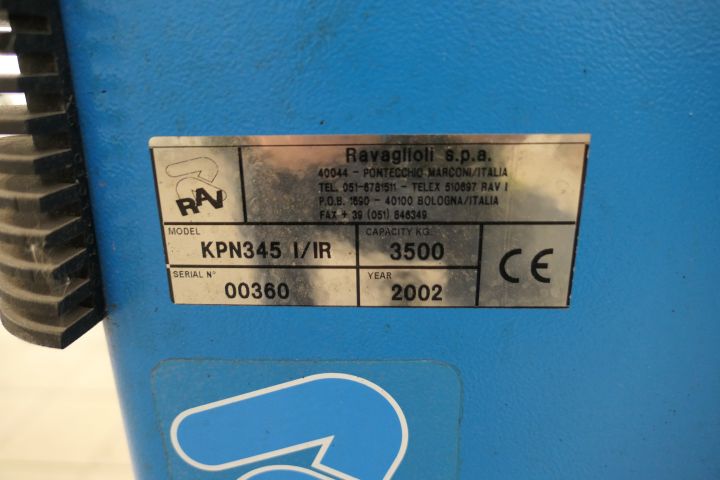 Ravaglioli s.p.a.
40044 - PONTECCHIO MARCONI/ITALIA
TEL. 051-6781511 - TELEX 510697 RAV I
P.O.B. 1690 - 40100 BOLOGNA/ITALIA
FAX + 39 (051) 846349
RAV
MODEL
KPN345 I/IR
CAPACITY KG.
3500
SERIAL N°
00360
YEAR
2002
CE